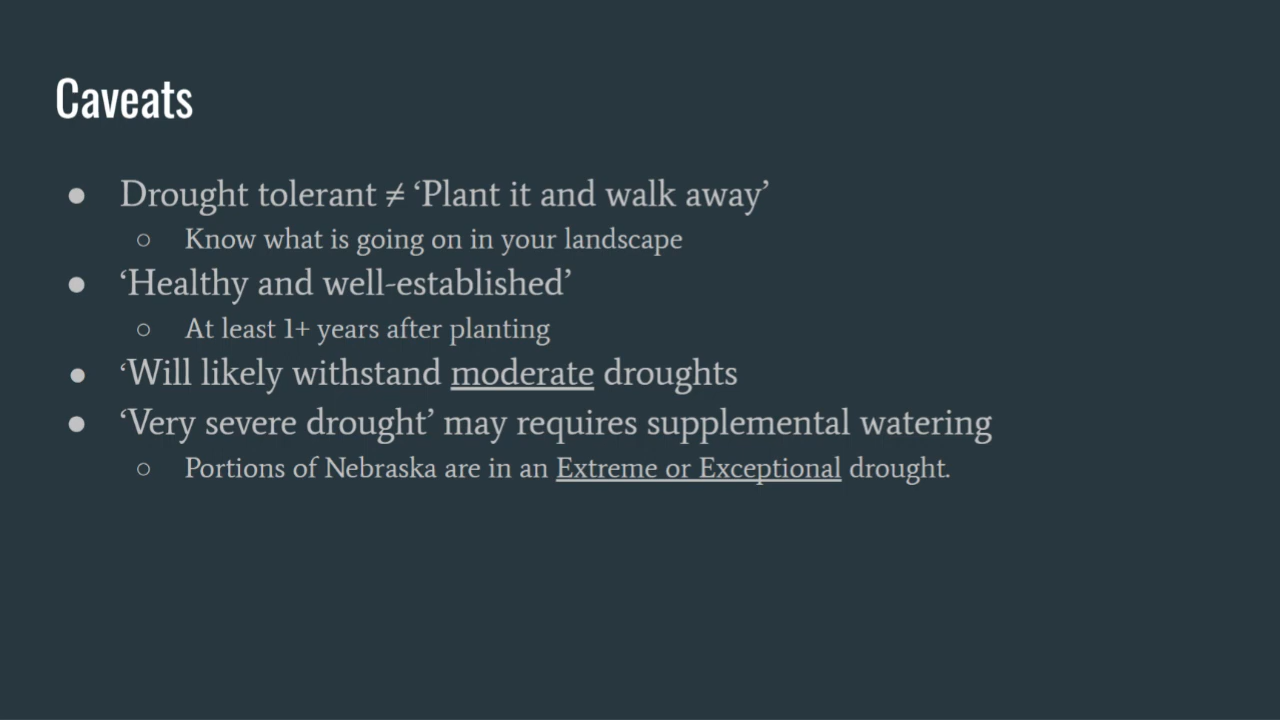 Caveats
● Drought tolerant ≠ ‘Plant it and walk away’
○ Know what is going on in your landscape
● ‘Healthy and well-established’
○ At least 1+ years after planting
● ‘Will likely withstand moderate droughts
● ‘Very severe drought’ may requires supplemental watering
○ Portions of Nebraska are in an Extreme or Exceptional drought.